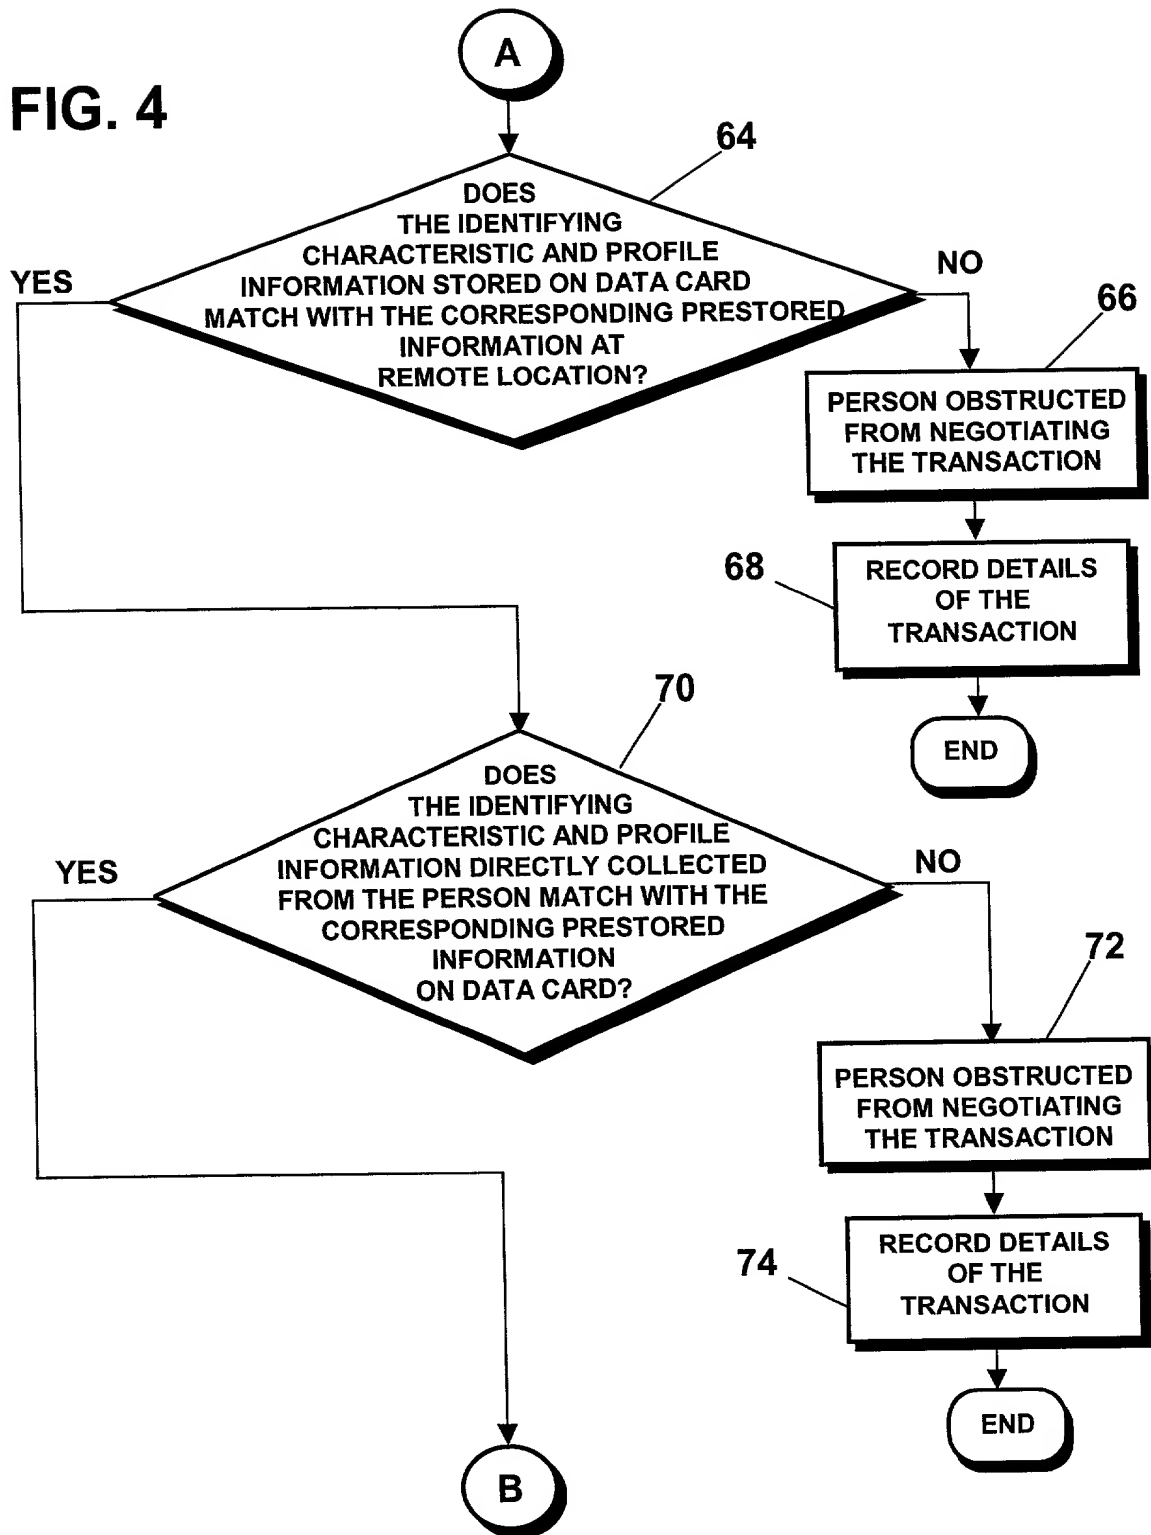 A
FIG. 4
64
DOES
THE IDENTIFYING
CHARACTERISTIC AND PROFILE
INFORMATION STORED ON DATA CARD
MATCH WITH THE CORRESPONDING PRESTORED
INFORMATION AT
REMOTE LOCATION?
YES
NO
66
PERSON OBSTRUCTED
FROM NEGOTIATING
THE TRANSACTION
68
RECORD DETAILS
OF THE
TRANSACTION
END
70
DOES
THE IDENTIFYING
CHARACTERISTIC AND PROFILE
INFORMATION DIRECTLY COLLECTED
FROM THE PERSON MATCH WITH THE
CORRESPONDING PRESTORED
INFORMATION
ON DATA CARD?
YES
NO
72
PERSON OBSTRUCTED
FROM NEGOTIATING
THE TRANSACTION
74
RECORD DETAILS
OF THE
TRANSACTION
END
B